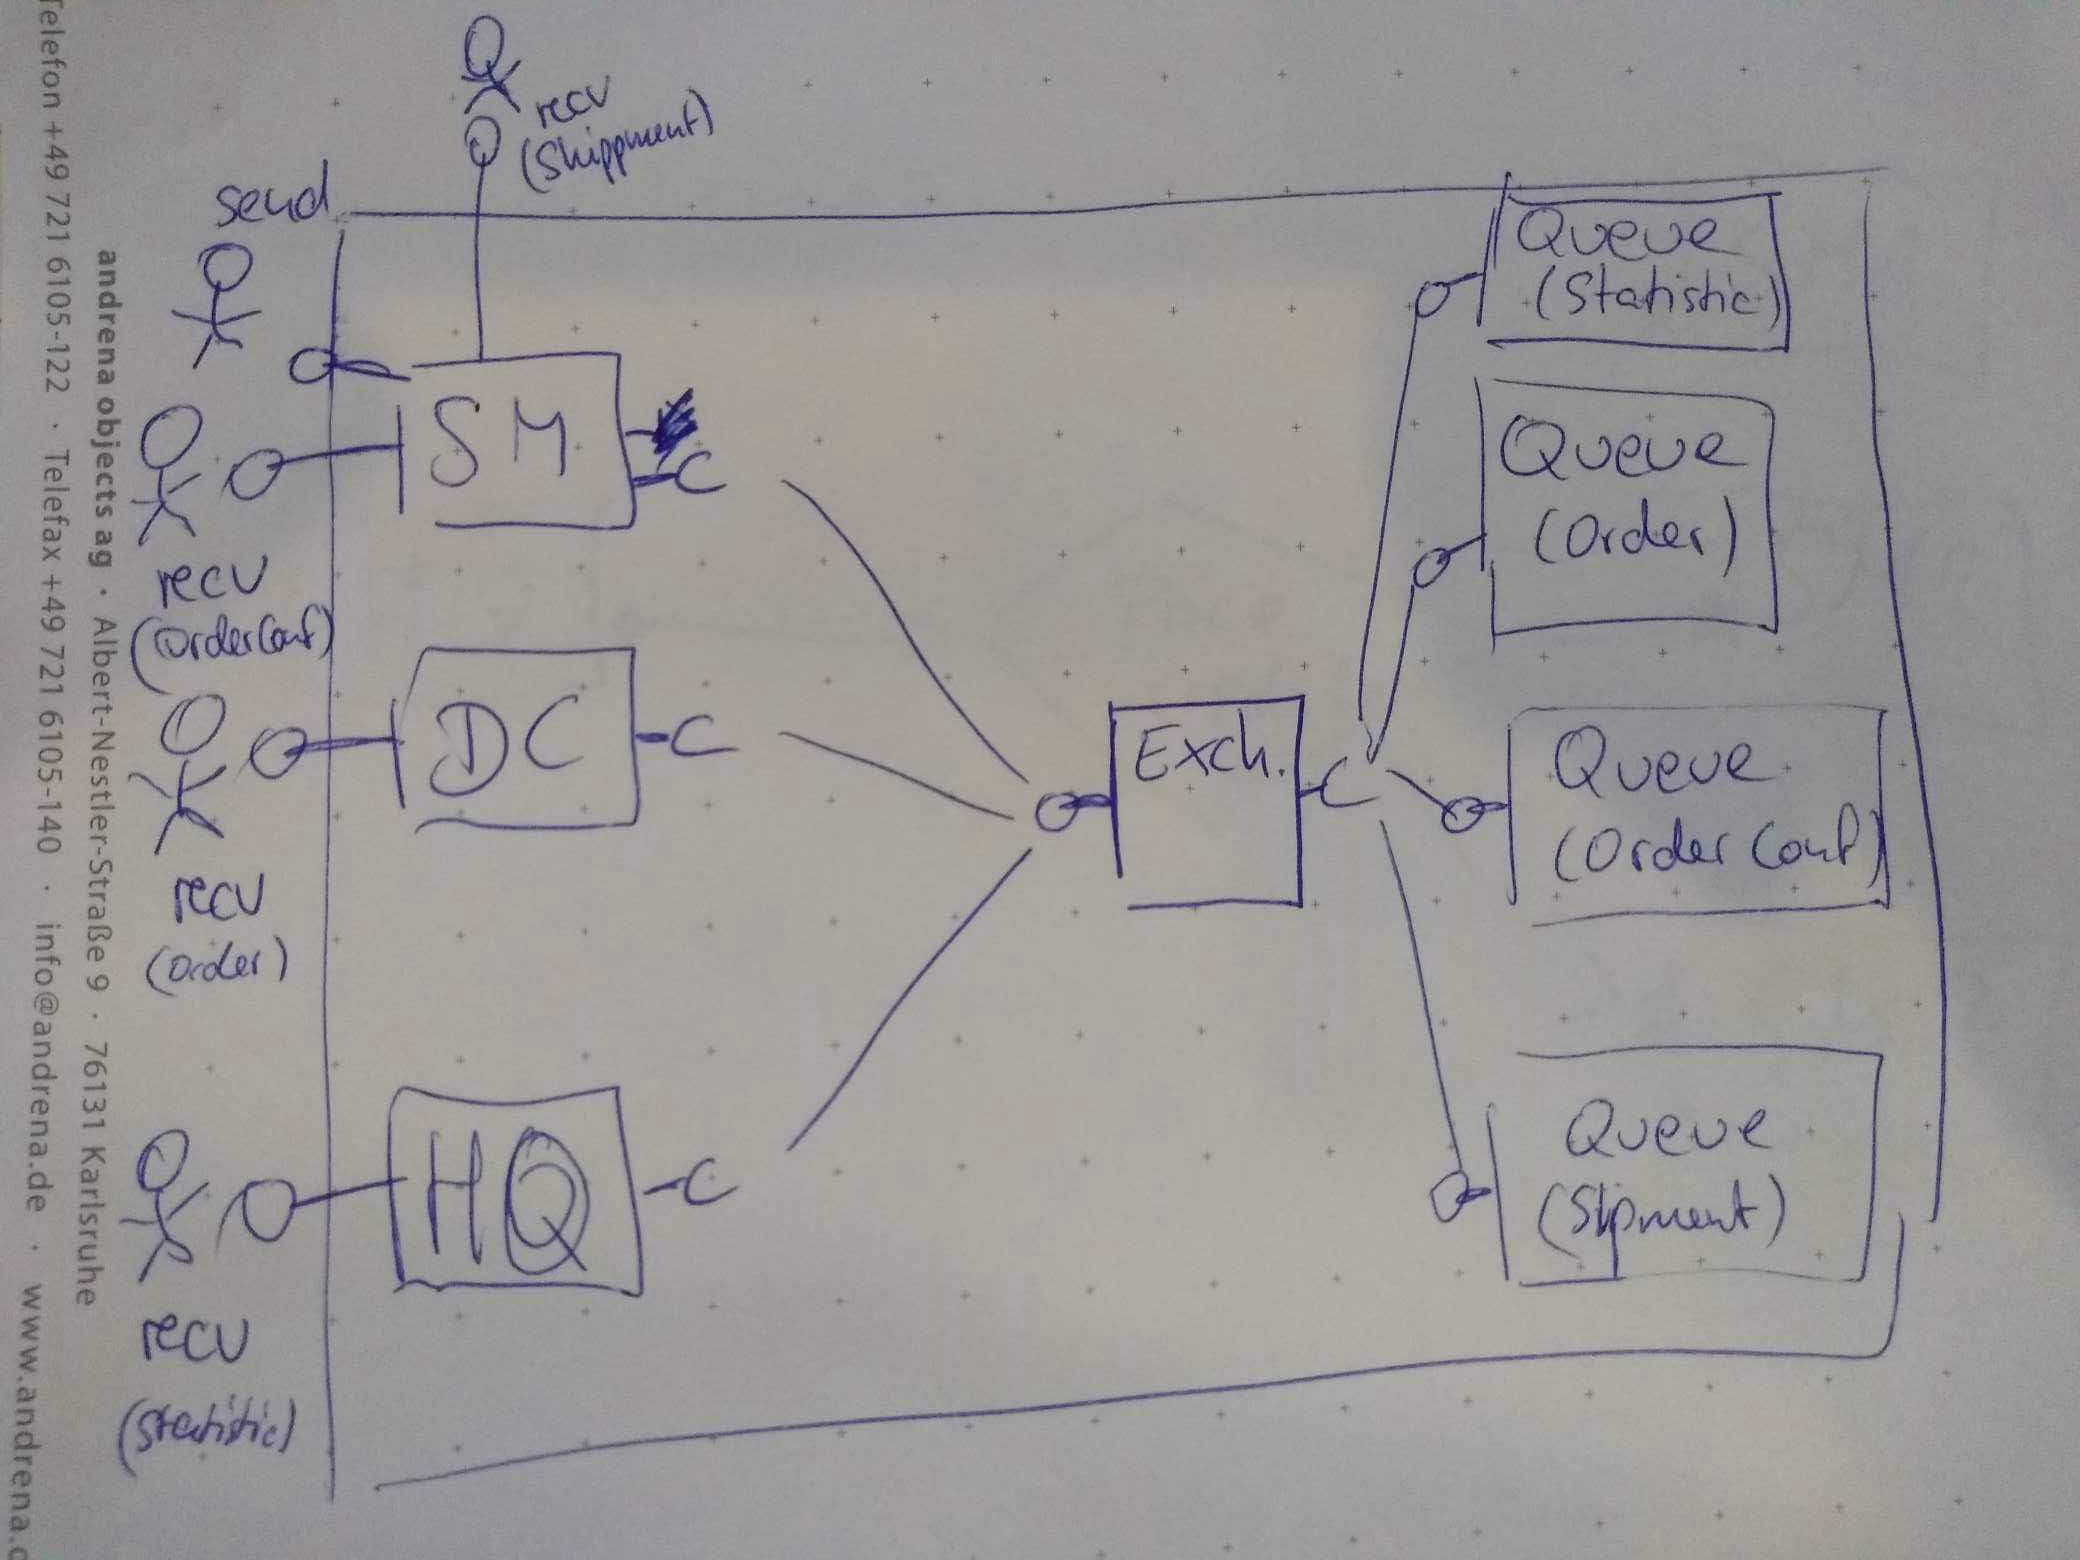 Telefon +49 721 6105-122 · Telefax +49 721 6105-140 · info@andrena.de · www.andrena.d
andrena objects ag · Albert-Nestler-Straße 9 · 76131 Karlsruhe
recv
(Shippment)
send
SM
recv
(OrderConf)
DC
recv
(Order)
HQ
recv
(Statistic)
Exch.
Queue
(Statistic)
Queue
(Order)
Queue
(Order Conf)
Queue
(Shipment)